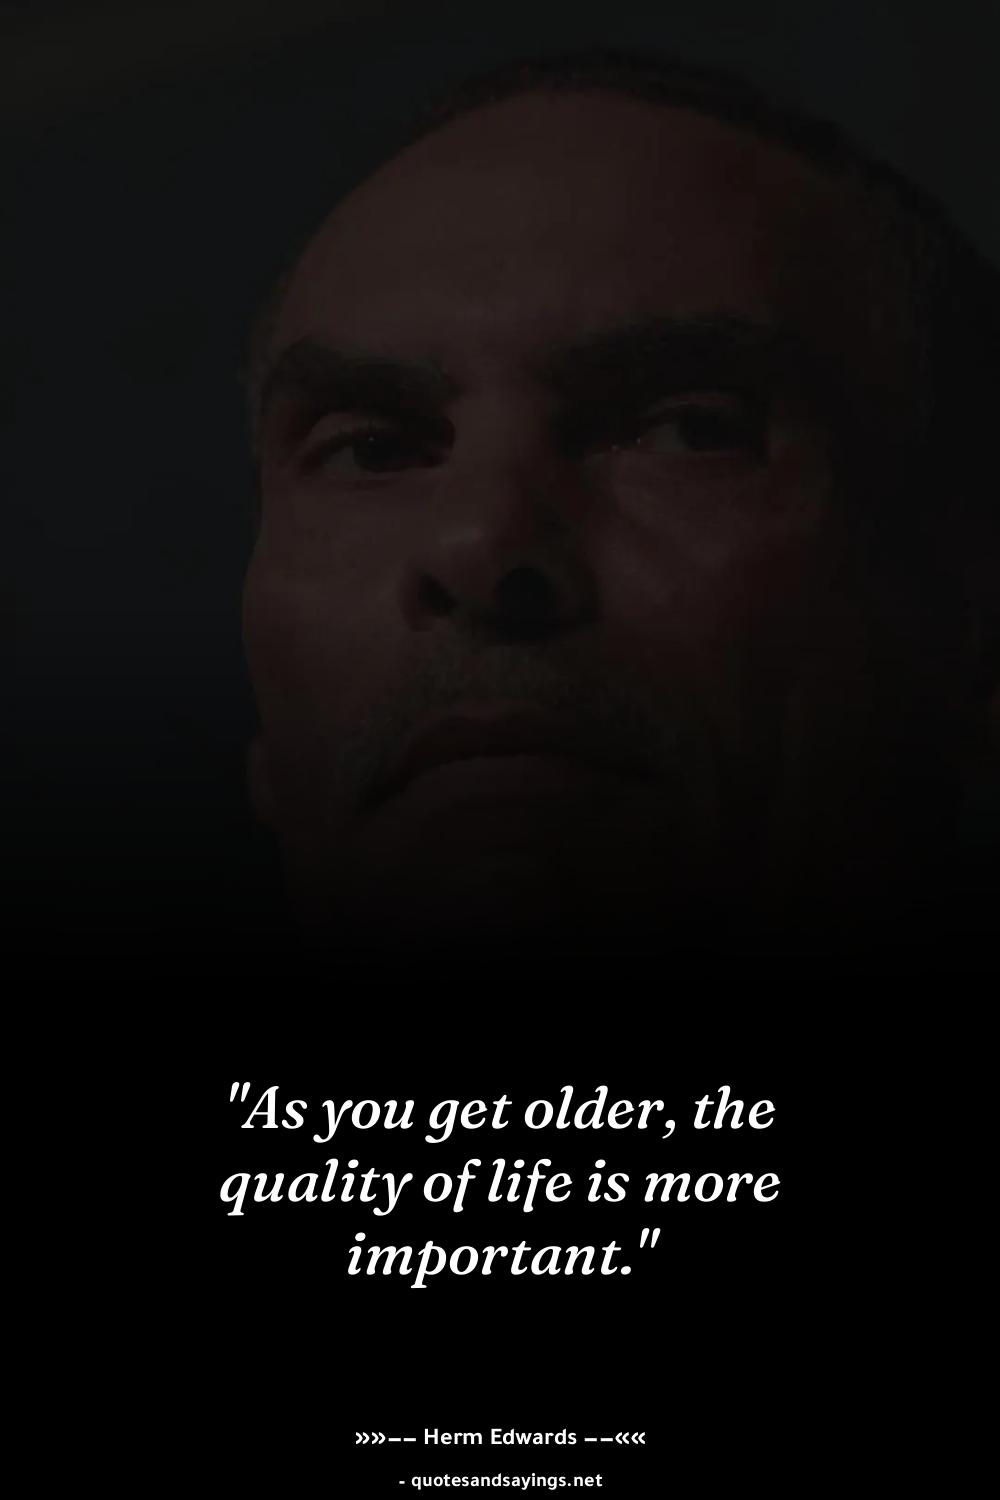 "As you get older, the
quality of life is more
important."
»»−− Herm Edwards −−««
- quotesandsayings.net